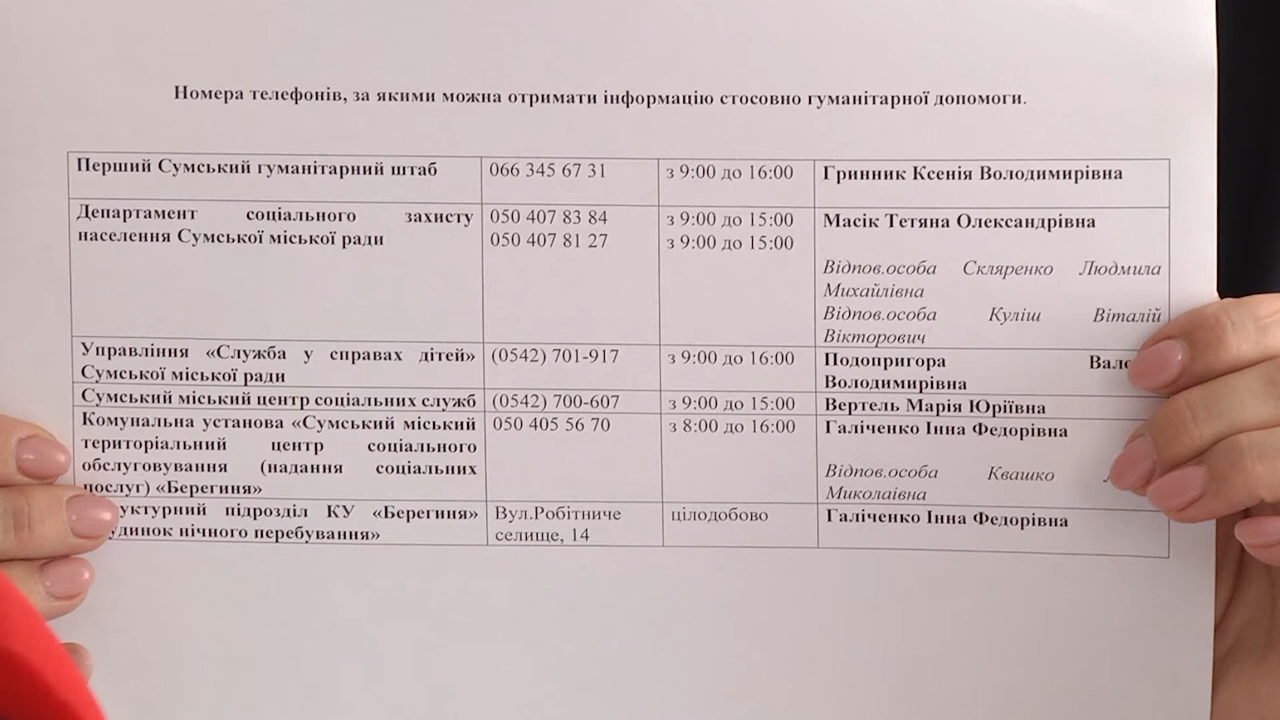 Номера телефонів, за якими можна отримати інформацію стосовно гуманітарної допомоги.
Перший Сумський гуманітарний штаб
066 345 67 31
з 9:00 до 16:00
Гринник Ксенія Володимирівна
Департамент соціального захисту
населення Сумської міської ради
050 407 83 84
050 407 81 27
з 9:00 до 15:00
з 9:00 до 15:00
Масік Тетяна Олександрівна
Відпов.особа Скляренко Людмила
Михайлівна
Відпов.особа Куліш Віталій
Вікторович
Управління «Служба у справах дітей»
Сумської міської ради
(0542) 701-917
з 9:00 до 16:00
Подопригора
Володимирівна
Сумський міський центр соціальних служб
(0542) 700-607
з 9:00 до 15:00
Вертель Марія Юріївна
Комунальна установа «Сумський міський
територіальний центр соціального
обслуговування (надання соціальних
послуг) «Берегиня»
050 405 56 70
з 8:00 до 16:00
Галіченко Інна Федорівна
Відпов.особа Квашко
Миколаївна
підрозділ КУ «Берегиня»
нічного перебування»
Вул.Робітниче
селище, 14
цілодобово
Галіченко Інна Федорівна